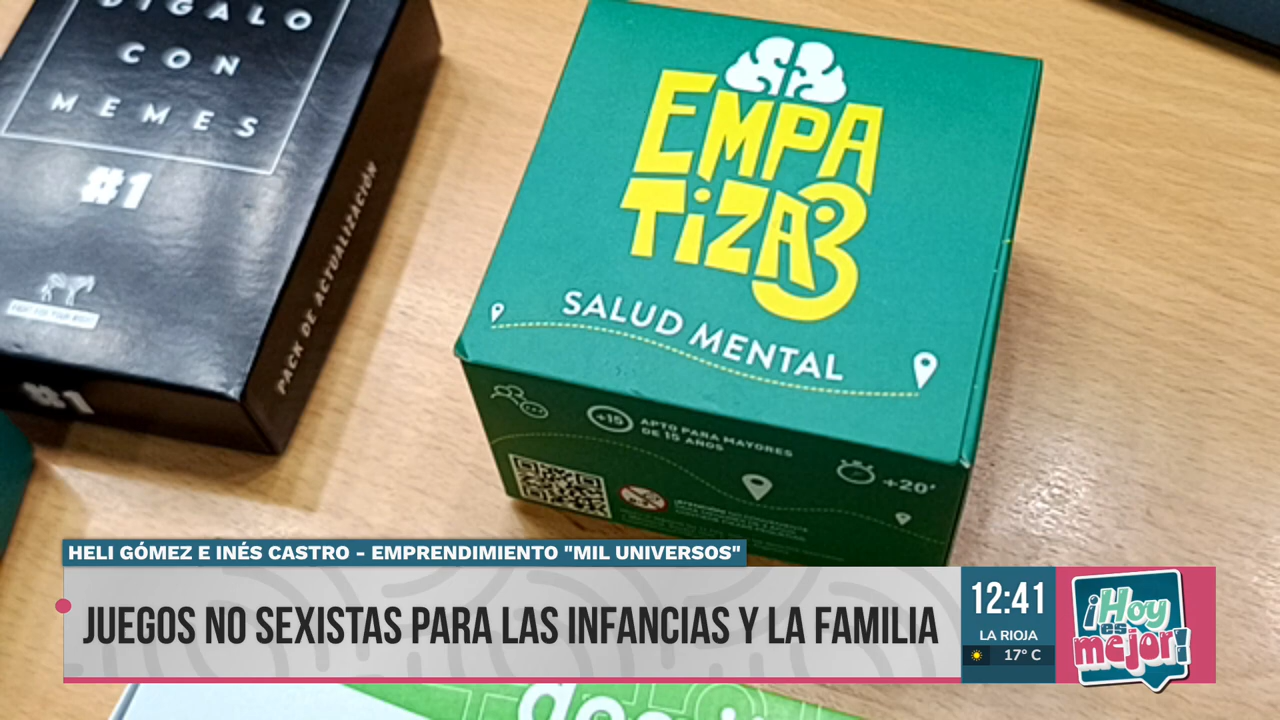 DÍGALO
CON
MEMES
#1
PACK DE ACTUALIZACIÓN
#1
EMPA
TiZA3
SALUD MENTAL
+15
APTO PARA MAYORES
DE 15 AÑOS
+20'
HELI GÓMEZ E INÉS CASTRO - EMPRENDIMIENTO "MIL UNIVERSOS"
JUEGOS NO SEXISTAS PARA LAS INFANCIAS Y LA FAMILIA
12:41
LA RIOJA
17° C
¡Hoy
es
mejor!